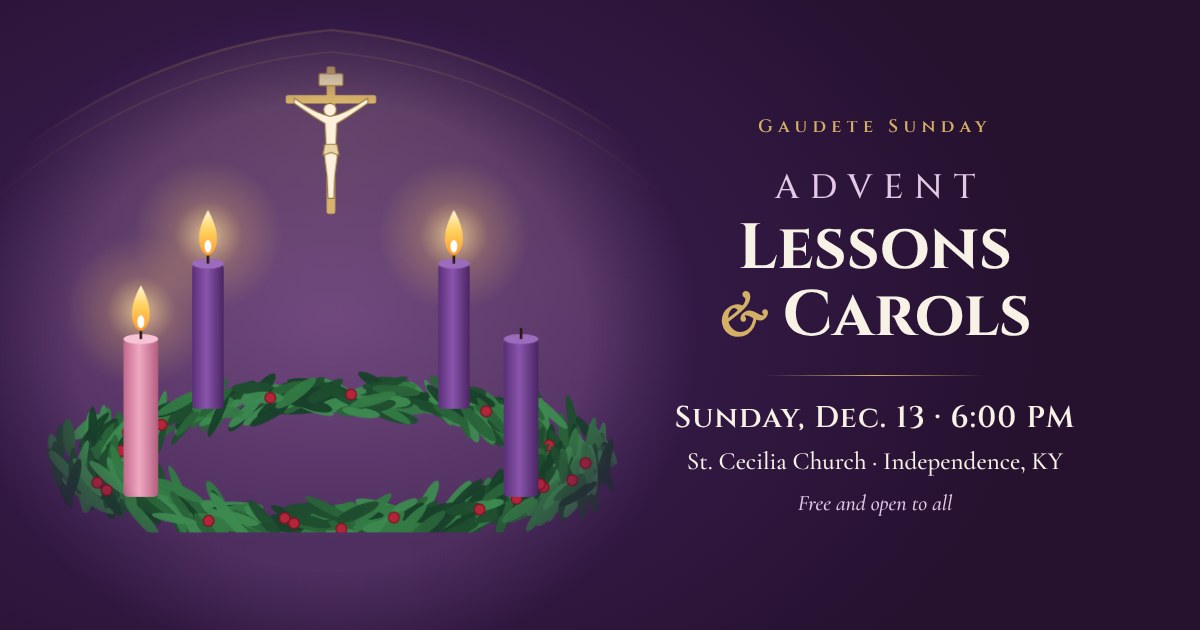 Gaudete Sunday
ADVENT
Lessons
& Carols
Sunday, Dec. 13 · 6:00 PM
St. Cecilia Church · Independence, KY
Free and open to all